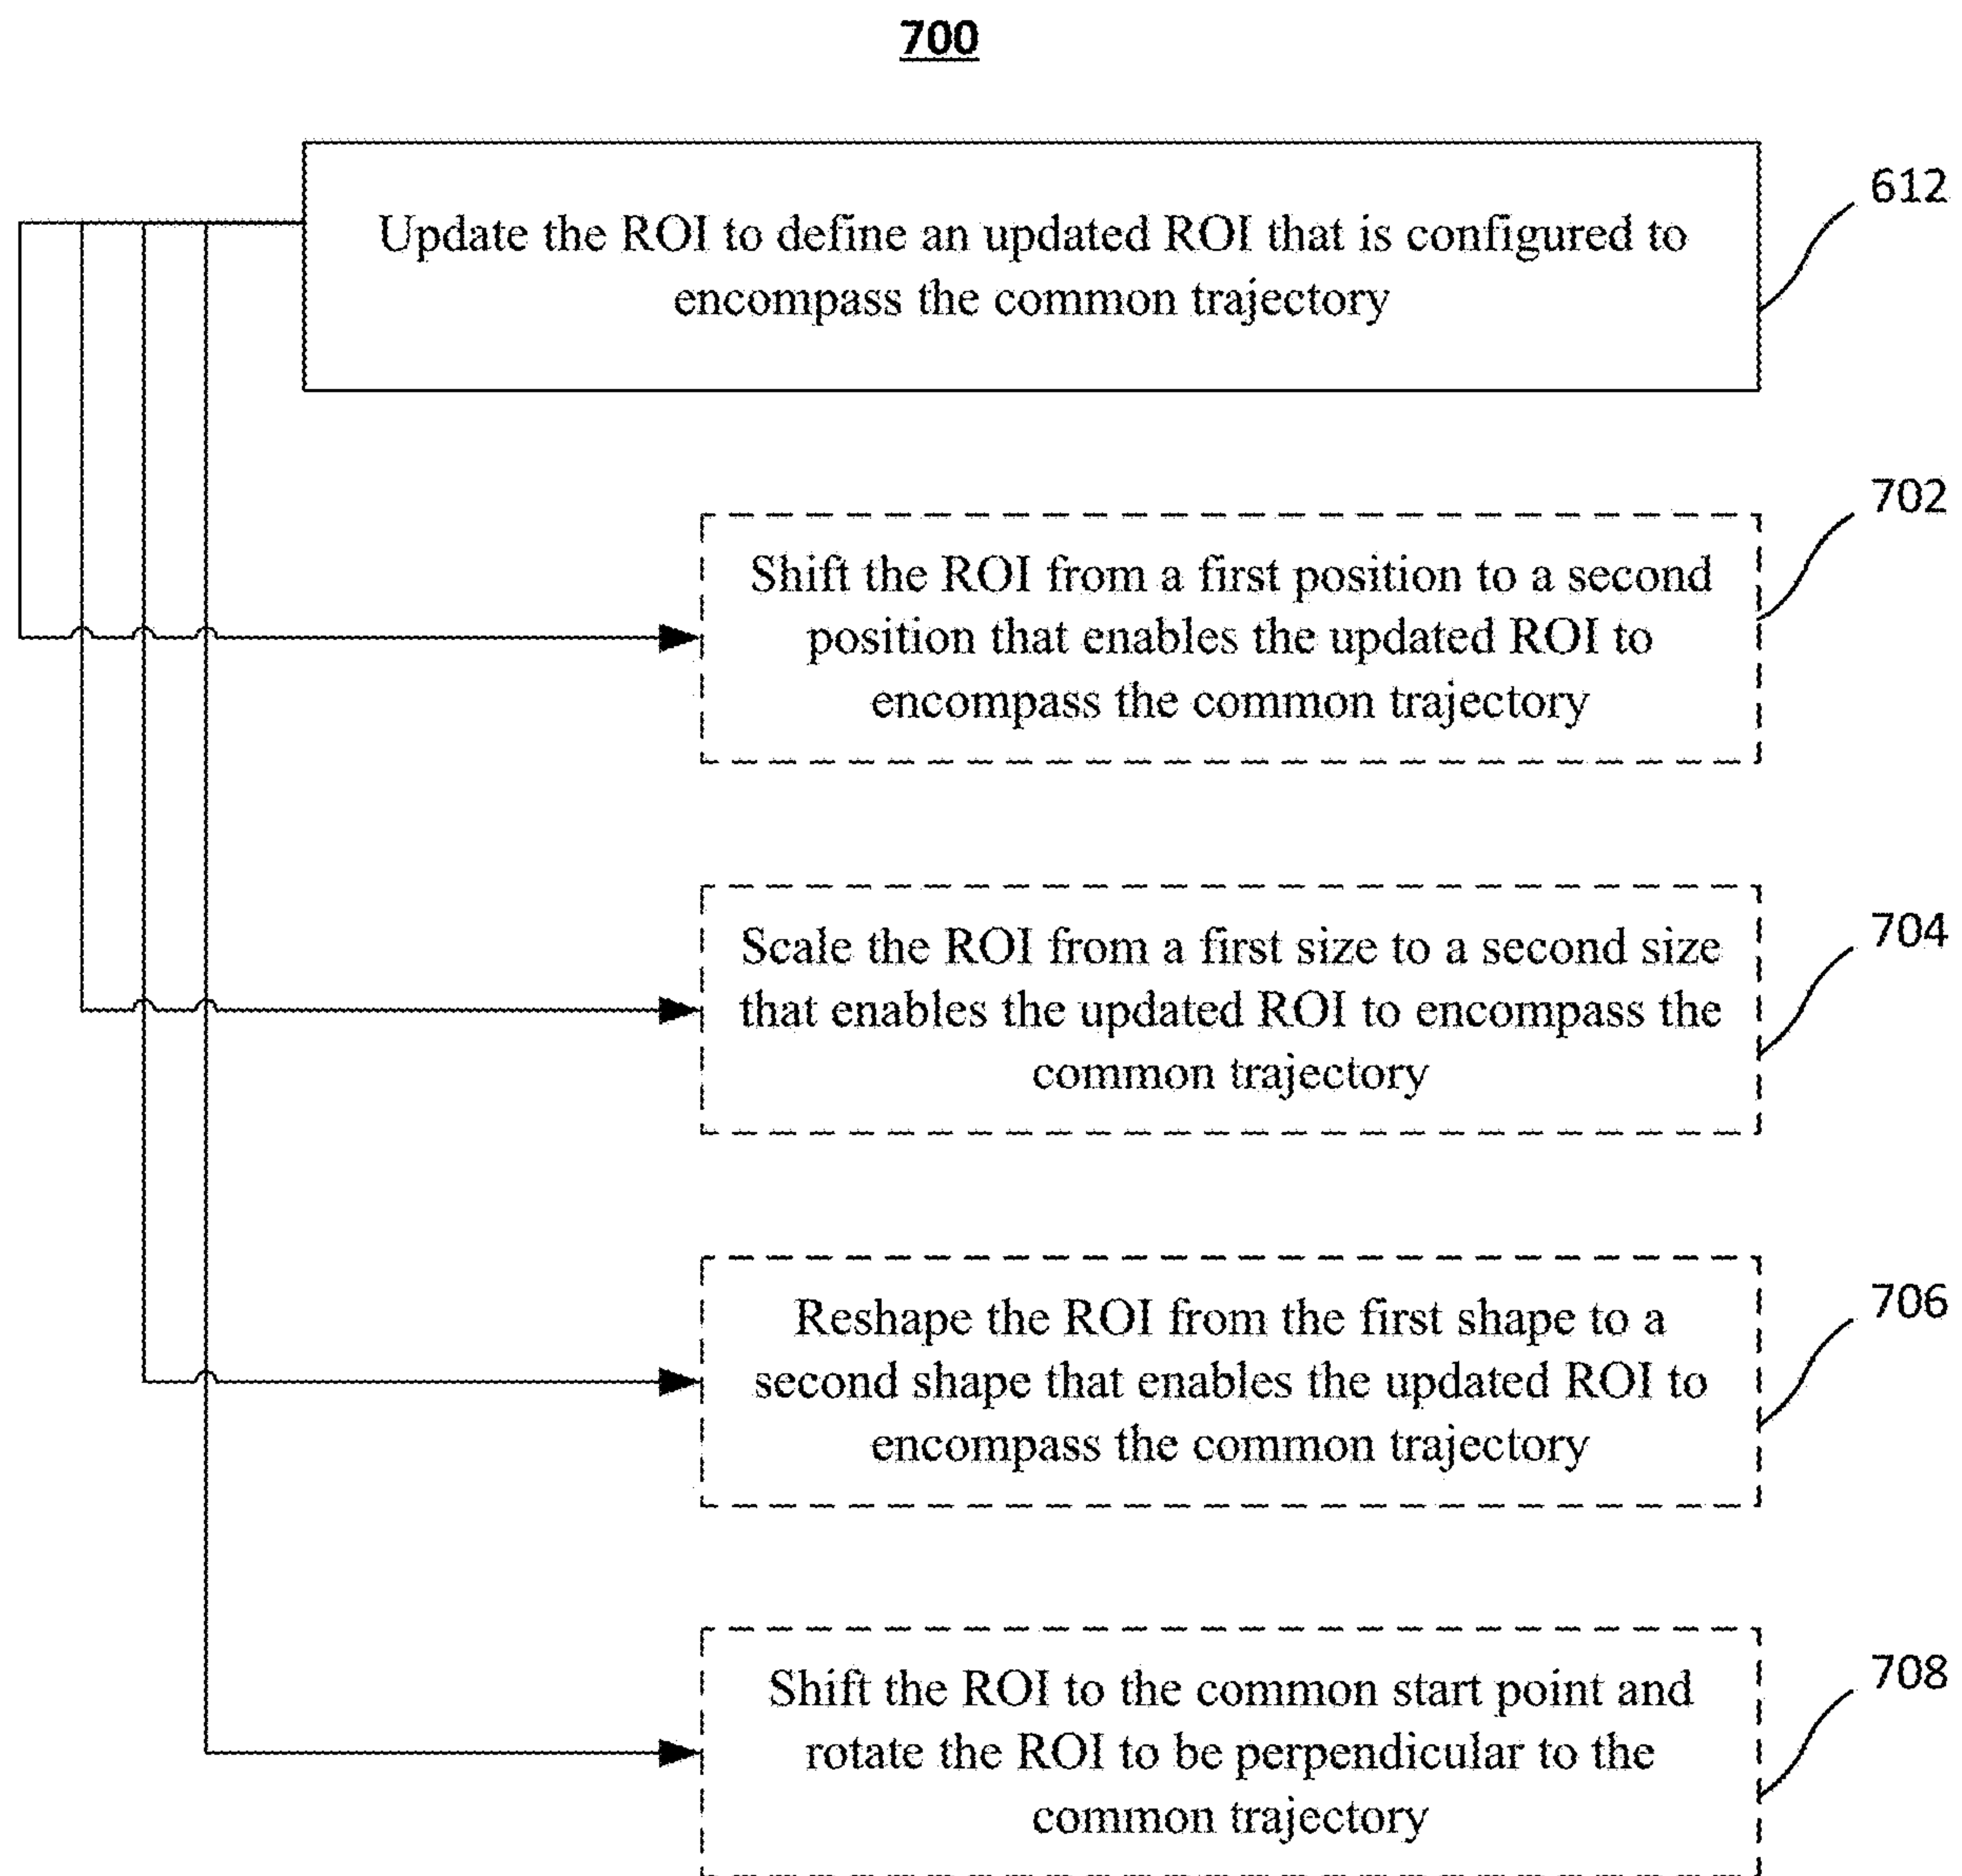 700
Update the ROI to define an updated ROI that is configured to
encompass the common trajectory
612
Shift the ROI from a first position to a second
position that enables the updated ROI to
encompass the common trajectory
702
Scale the ROI from a first size to a second size
that enables the updated ROI to encompass the
common trajectory
704
Reshape the ROI from the first shape to a
second shape that enables the updated ROI to
encompass the common trajectory
706
Shift the ROI to the common start point and
rotate the ROI to be perpendicular to the
common trajectory
708